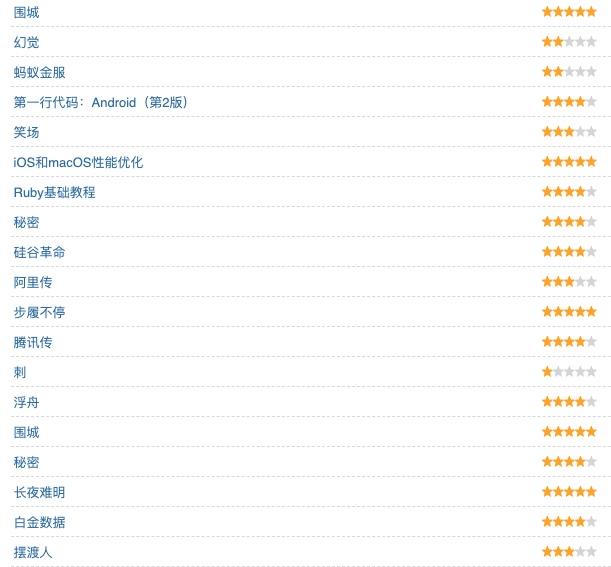 围城
幻觉
蚂蚁金服
第一行代码：Android（第2版）
笑场
iOS和macOS性能优化
Ruby基础教程
秘密
硅谷革命
阿里传
步履不停
腾讯传
刺
浮舟
围城
秘密
长夜难明
白金数据
摆渡人